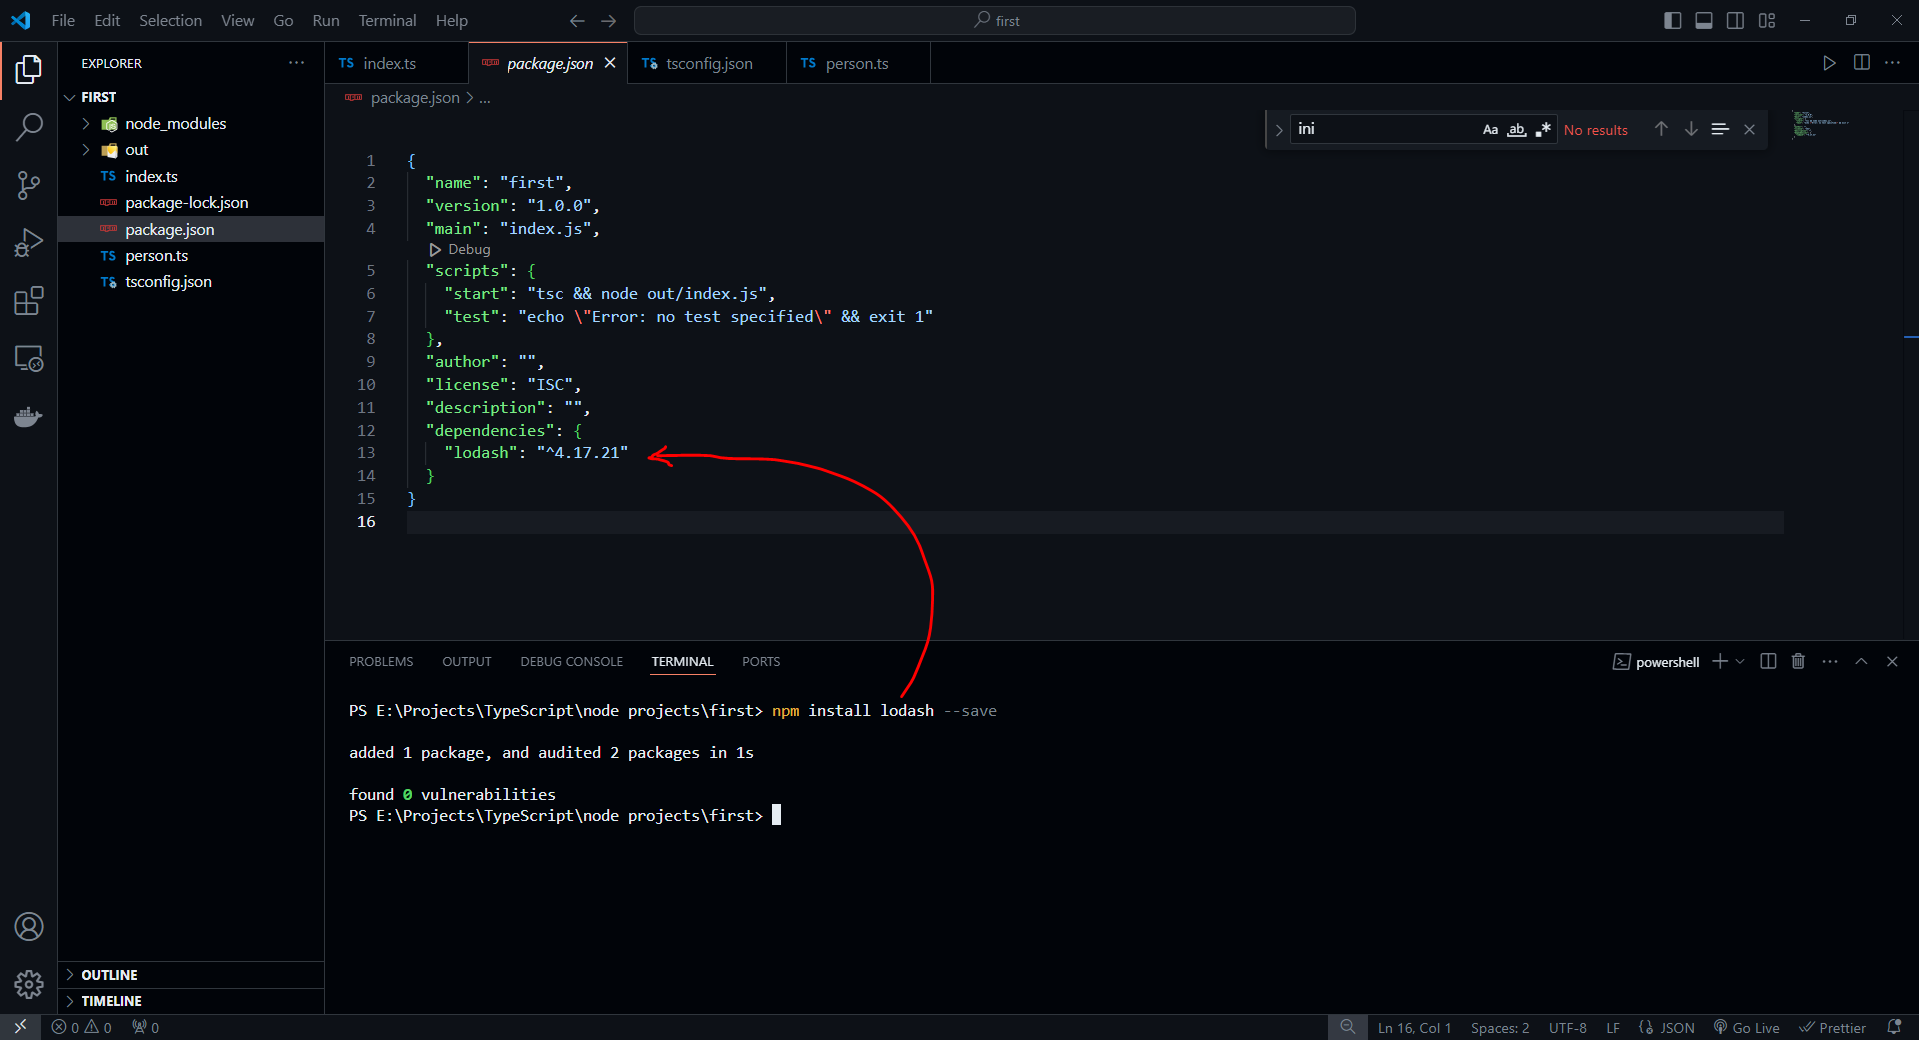 File Edit Selection View Go Run Terminal Help
first
EXPLORER
FIRST
node_modules
out
TS index.ts
package-lock.json
package.json
TS person.ts
TS tsconfig.json
OUTLINE
TIMELINE
TS index.ts
package.json
TS tsconfig.json
TS person.ts
package.json > ...
ini
Aa ab .*
No results
1 {
2 "name": "first",
3 "version": "1.0.0",
4 "main": "index.js",
Debug
5 "scripts": {
6 "start": "tsc && node out/index.js",
7 "test": "echo \"Error: no test specified\" && exit 1"
8 },
9 "author": "",
10 "license": "ISC",
11 "description": "",
12 "dependencies": {
13 "lodash": "^4.17.21"
14 }
15 }
16
PROBLEMS OUTPUT DEBUG CONSOLE TERMINAL PORTS
powershell
PS E:\Projects\TypeScript\node projects\first> npm install lodash --save
added 1 package, and audited 2 packages in 1s
found 0 vulnerabilities
PS E:\Projects\TypeScript\node projects\first>
0 0 0
Ln 16, Col 1 Spaces: 2 UTF-8 LF {} JSON Go Live Prettier